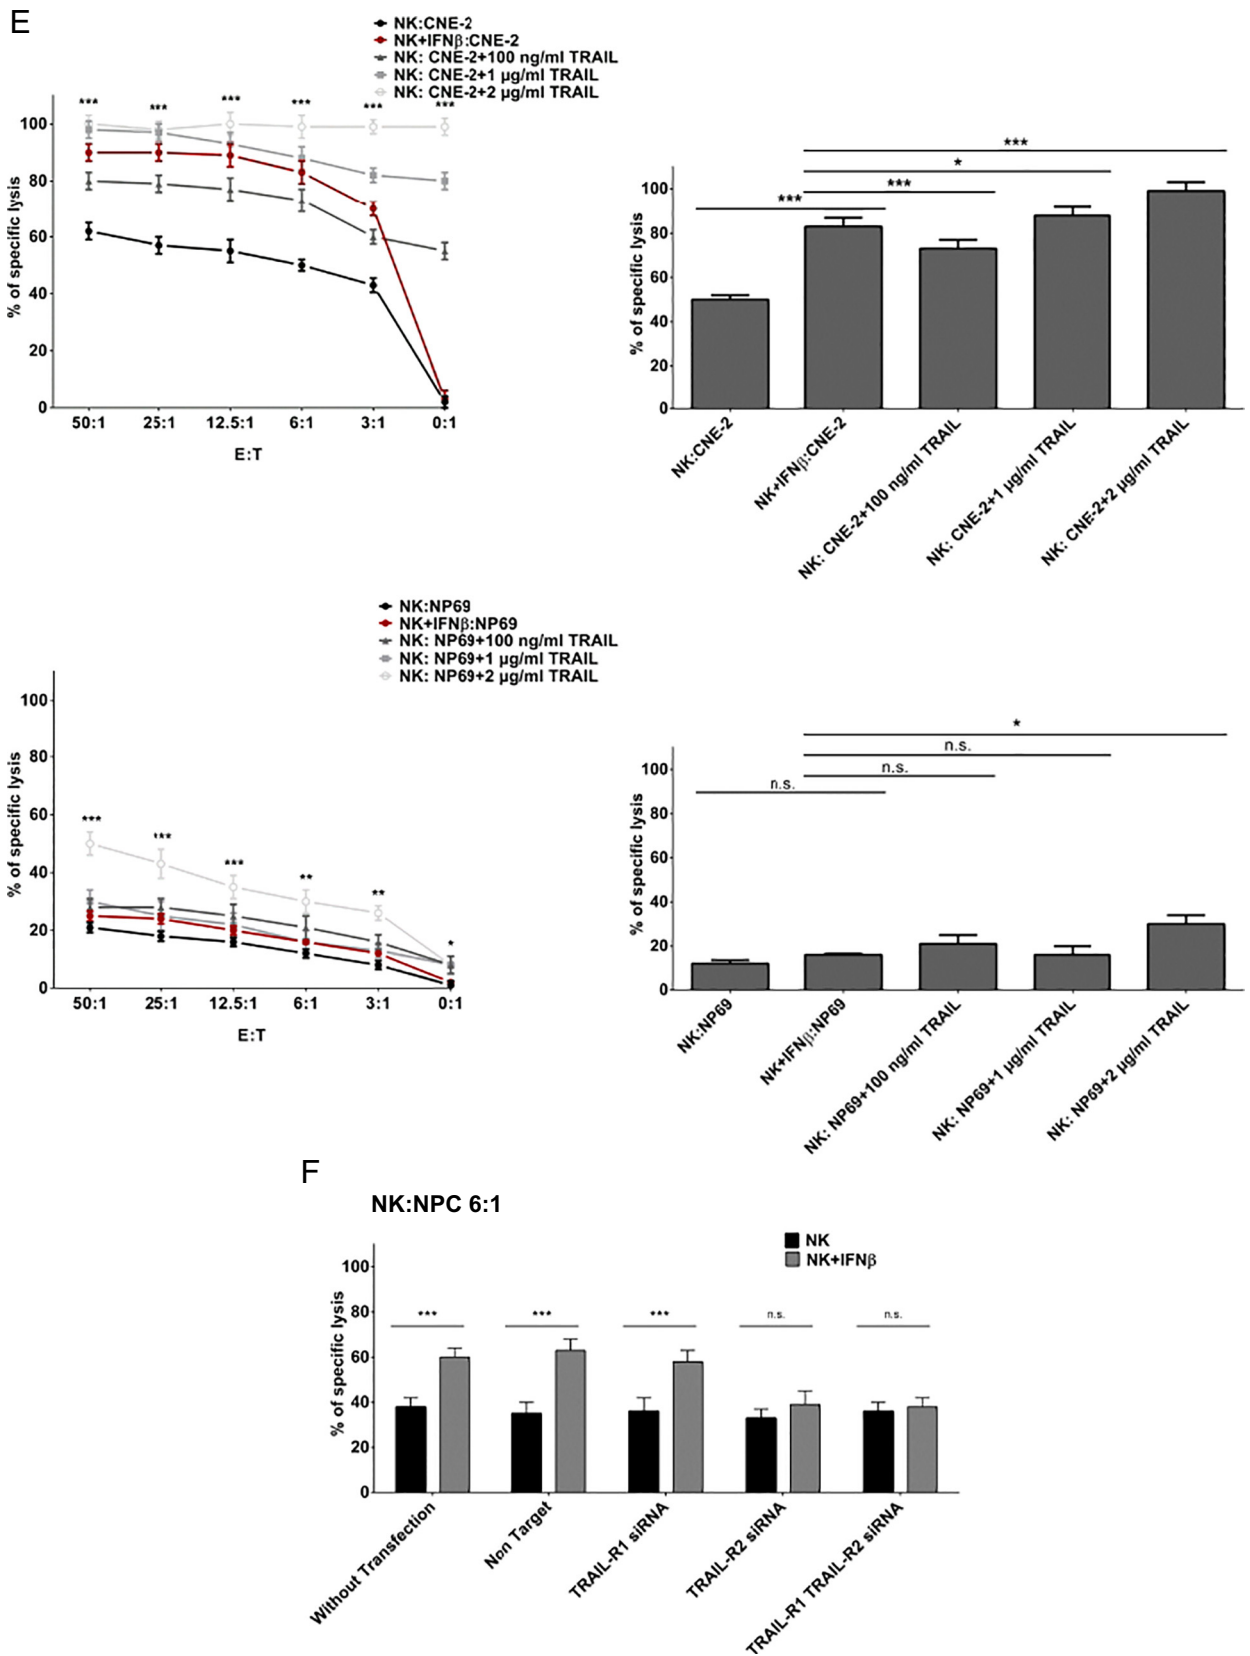 E
NK:CNE-2
NK+IFNβ:CNE-2
NK: CNE-2+100 ng/ml TRAIL
NK: CNE-2+1 µg/ml TRAIL
NK: CNE-2+2 µg/ml TRAIL
*** *** *** *** *** ***
% of specific lysis
100
80
60
40
20
0
50:1 25:1 12.5:1 6:1 3:1 0:1
E:T
***
*
***
***
% of specific lysis
100
80
60
40
20
0
NK:CNE-2
NK+IFNβ:CNE-2
NK: CNE-2+100 ng/ml TRAIL
NK: CNE-2+1 µg/ml TRAIL
NK: CNE-2+2 µg/ml TRAIL
NK:NP69
NK+IFNβ:NP69
NK: NP69+100 ng/ml TRAIL
NK: NP69+1 µg/ml TRAIL
NK: NP69+2 µg/ml TRAIL
*** *** *** ** ** *
% of specific lysis
100
80
60
40
20
0
50:1 25:1 12.5:1 6:1 3:1 0:1
E:T
*
n.s.
n.s.
n.s.
% of specific lysis
100
80
60
40
20
0
NK:NP69
NK+IFNβ:NP69
NK: NP69+100 ng/ml TRAIL
NK: NP69+1 µg/ml TRAIL
NK: NP69+2 µg/ml TRAIL
F
NK:NPC 6:1
NK
NK+IFNβ
*** *** *** n.s. n.s.
% of specific lysis
100
80
60
40
20
0
Without Transfection
Non Target
TRAIL-R1 siRNA
TRAIL-R2 siRNA
TRAIL-R1 TRAIL-R2 siRNA